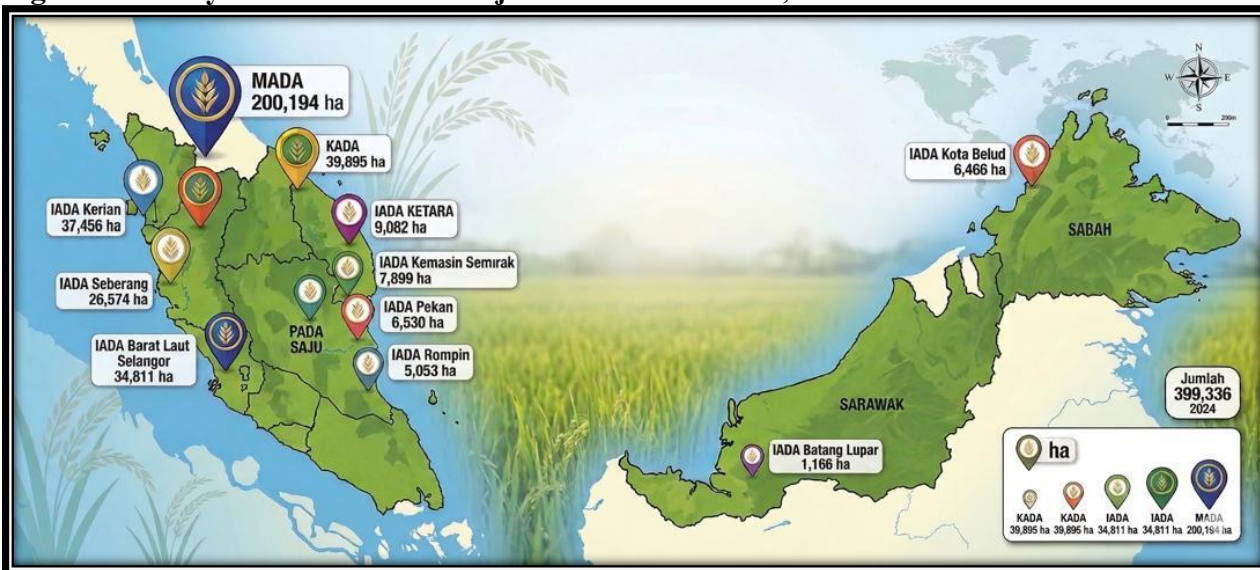 MADA
200,194 ha
KADA
39,895 ha
IADA Kerian
37,456 ha
IADA KETARA
9,082 ha
IADA Kemasin Semirak
7,899 ha
IADA Seberang
26,574 ha
IADA Pekan
6,530 ha
PADA
SAJU
IADA Barat Laut
Selangor
34,811 ha
IADA Rompin
5,053 ha
N
W E
S
IADA Kota Belud
6,466 ha
SABAH
SARAWAK
IADA Batang Lupar
1,166 ha
Jumlah
399,336
2024
ha
KADA KADA IADA IADA MADA
39,895 ha 39,895 ha 34,811 ha 34,811 ha 200,194 ha